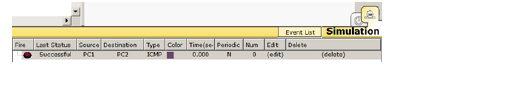 Event List Simulation
Fire Last Status Source Destination Type Color Time(se Periodic Num Edit Delete
Successful PC1 PC2 ICMP 0,000 N 0 (edit) (delete)